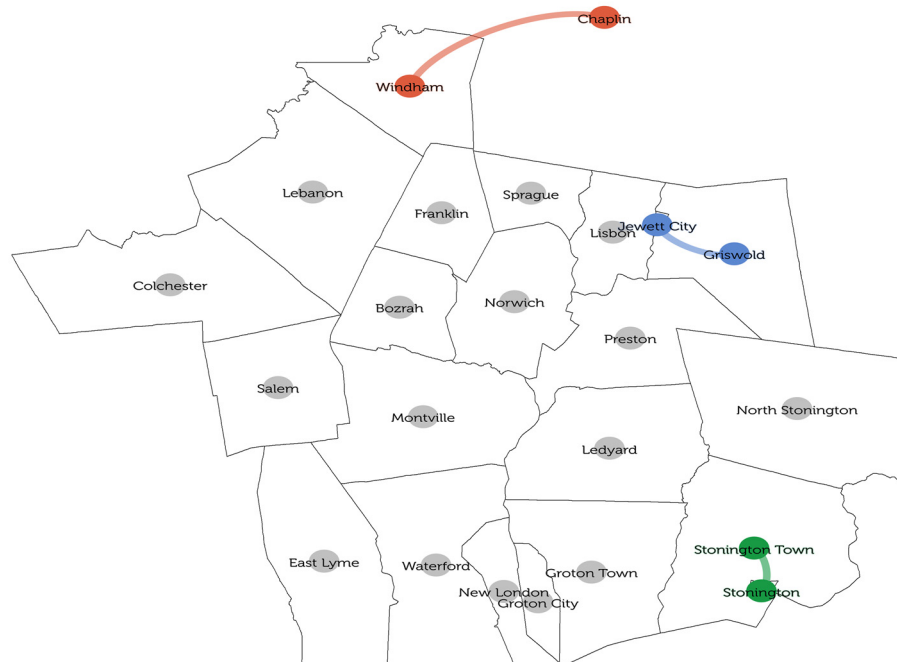 Chaplin
Windham
Lebanon
Sprague
Franklin
Jewett City
Lisbon
Griswold
Colchester
Norwich
Bozrah
Preston
Salem
North Stonington
Montville
Ledyard
Stonington Town
East Lyme
Waterford
Groton Town
New London
Stonington
Groton City